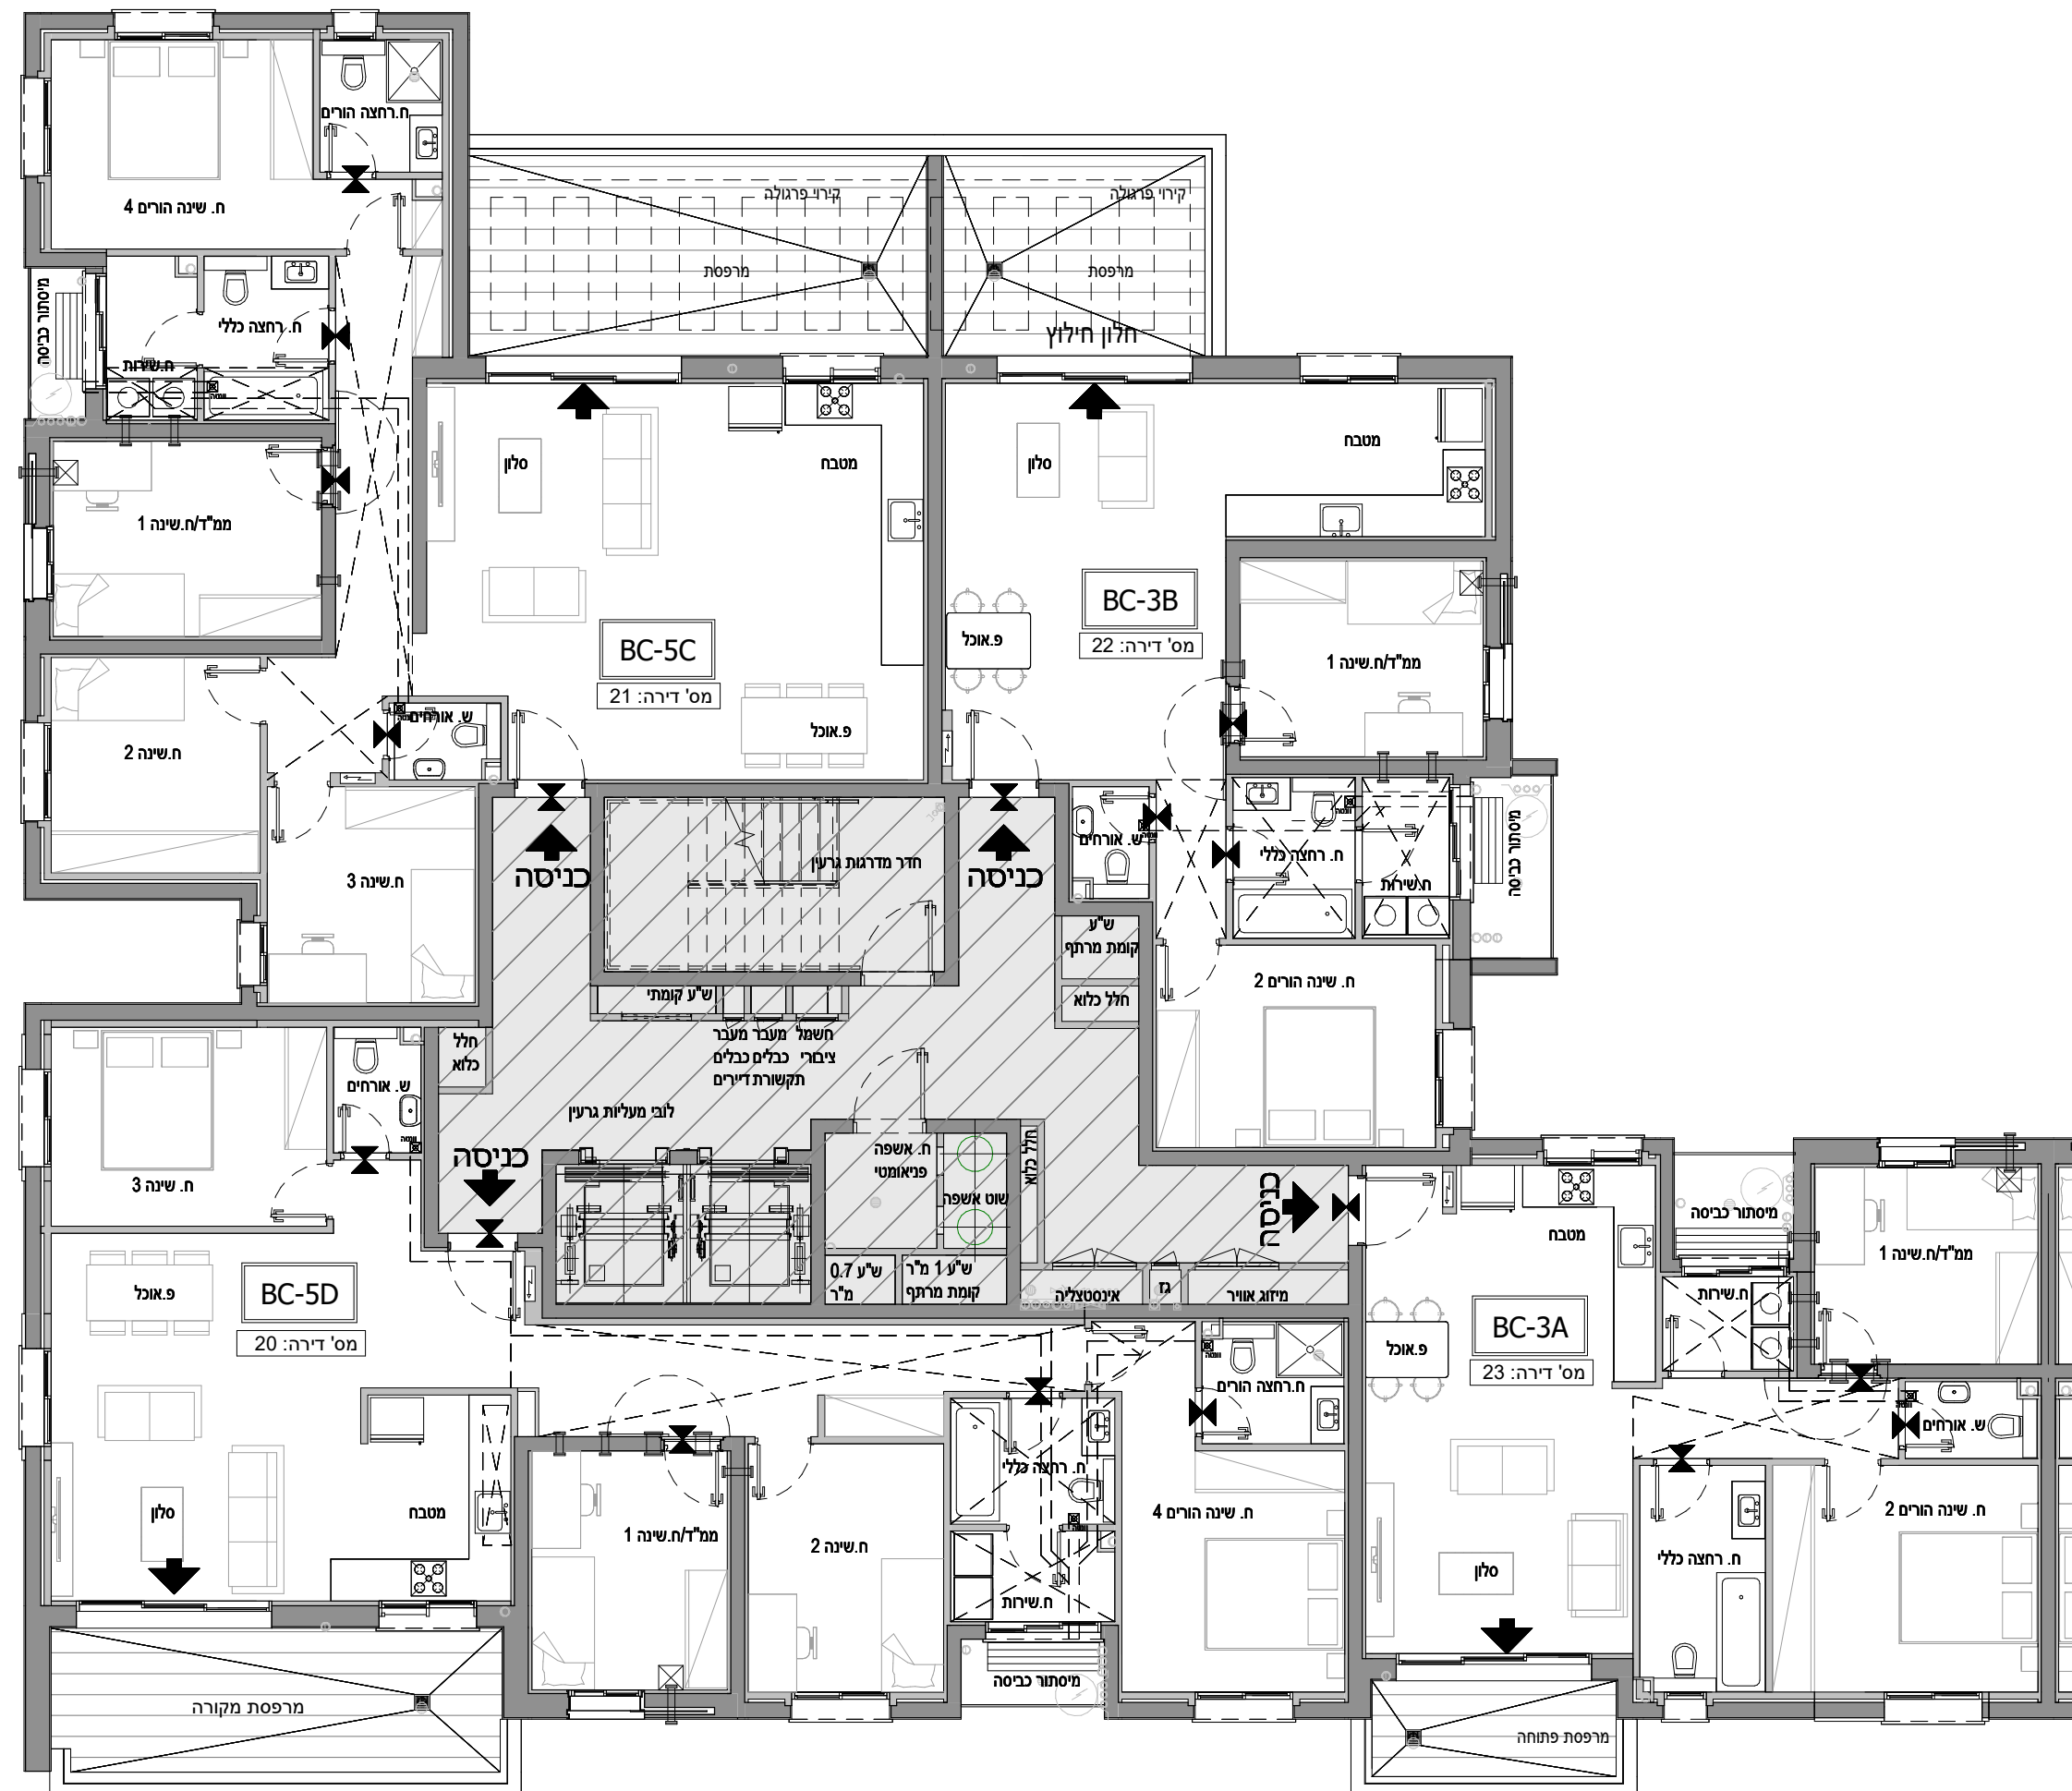 ח.רחצה הורים
ח. שינה הורים 4
מיסתור כביסה
ח. רחצה כללי
ח.שירות
ממ"ד/ח.שינה 1
ח.שינה 2
ח.שינה 3
ש. אורחים
קירוי פרגולה
מרפסת
סלון
מטבח
BC-5C
מס' דירה: 21
פ.אוכל
כניסה
קירוי פרגולה
מרפסת
חלון חילוץ
סלון
מטבח
BC-3B
מס' דירה: 22
פ.אוכל
ממ"ד/ח.שינה 1
כניסה
ש. אורחים
ח. רחצה כללי
ח.שירות
מיסתור כביסה
ח. שינה הורים 2
חדר מדרגות גרעין
ש"ע
קומת מרתף
חלל כלוא
ש"ע קומתי
חשמל
ציבורי
מעבר
כבלים
דיירים
מעבר
כבלים
תקשורת
חלל
כלוא
לובי מעליות גרעין
ח. אשפה
פניאומטי
שוט אשפה
חלל כלוא
ש"ע 0.7
מ"ר
ש"ע 1 מ"ר
קומת מרתף
אינסטצליה
גז
מיזוג אוויר
כניסה
כניסה
ח. שינה 3
ש. אורחים
פ.אוכל
BC-5D
מס' דירה: 20
סלון
מטבח
מרפסת מקורה
ממ"ד/ח.שינה 1
ח.שינה 2
ח. רחצה כללי
ח.שירות
מיסתור כביסה
ח.רחצה הורים
ח. שינה הורים 4
מטבח
BC-3A
מס' דירה: 23
פ.אוכל
סלון
מרפסת פתוחה
מיסתור כביסה
ח.שירות
ממ"ד/ח.שינה 1
ש. אורחים
ח. רחצה כללי
ח. שינה הורים 2